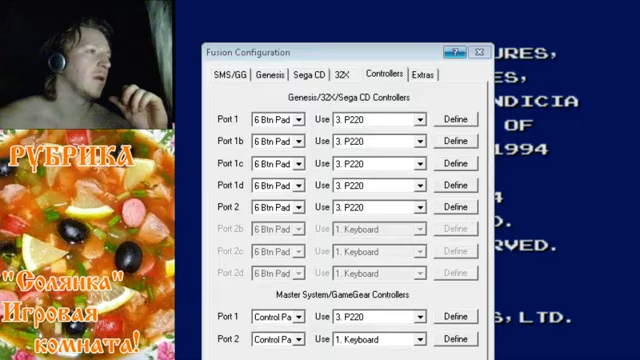 Fusion Configuration
?
SMS/GG Genesis Sega CD 32X Controllers Extras
Genesis/32X/Sega CD Controllers
Port 1 6 Btn Pad Use 3. P220 Define
Port 1b 6 Btn Pad Use 3. P220 Define
Port 1c 6 Btn Pad Use 3. P220 Define
Port 1d 6 Btn Pad Use 3. P220 Define
Port 2 6 Btn Pad Use 3. P220 Define
Port 2b 6 Btn Pad Use 1. Keyboard Define
Port 2c 6 Btn Pad Use 1. Keyboard Define
Port 2d 6 Btn Pad Use 1. Keyboard Define
Master System/GameGear Controllers
Port 1 Control Pa Use 3. P220 Define
Port 2 Control Pa Use 1. Keyboard Define
URES,
ES,
NDICIA
OF
1994
4
D.
RVED.
S, LTD.
РУБРИКА
"Солянка"
Игровая
комната!